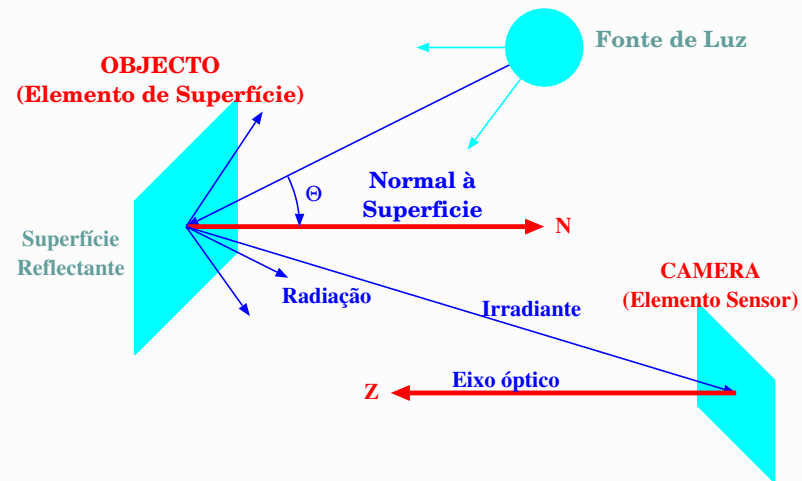 Fonte de Luz
OBJECTO
(Elemento de Superfície)
Θ
Normal à
Superficie
N
Superfície
Reflectante
CAMERA
(Elemento Sensor)
Radiação
Irradiante
Z
Eixo óptico